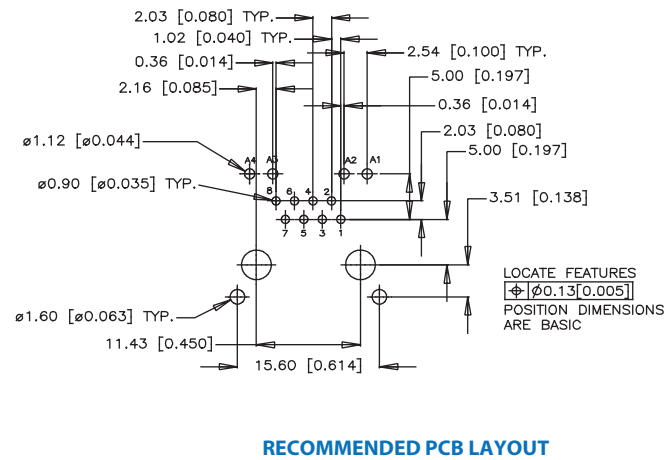 2.03 [0.080] TYP.
1.02 [0.040] TYP.
2.54 [0.100] TYP.
0.36 [0.014]
5.00 [0.197]
2.16 [0.085]
0.36 [0.014]
2.03 [0.080]
ø1.12 [ø0.044]
5.00 [0.197]
A4 A3 A2 A1
ø0.90 [ø0.035] TYP.
8 6 4 2
3.51 [0.138]
7 5 3 1
LOCATE FEATURES
⌖ ø0.13[0.005]
POSITION DIMENSIONS
ARE BASIC
ø1.60 [ø0.063] TYP.
11.43 [0.450]
15.60 [0.614]
RECOMMENDED PCB LAYOUT